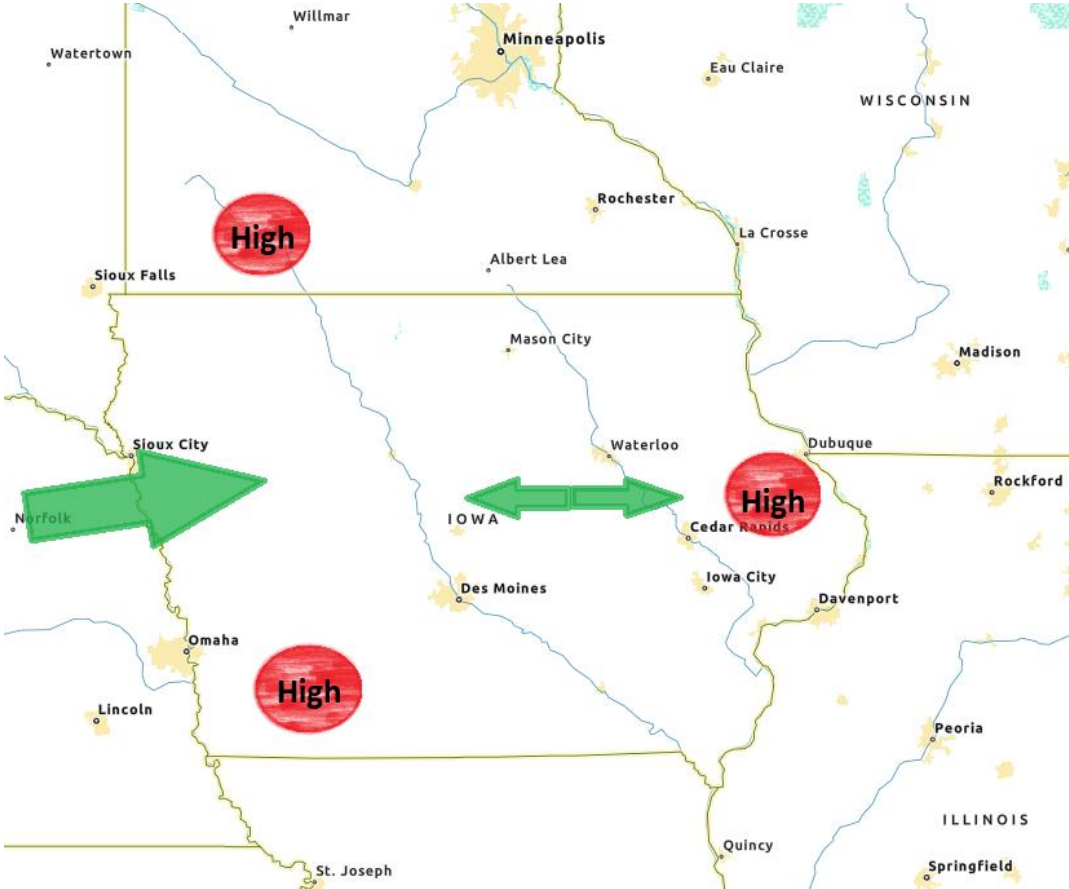 Willmar
Minneapolis
Watertown
Eau Claire
WISCONSIN
Rochester
High
La Crosse
Albert Lea
Sioux Falls
Mason City
Madison
Sioux City
Waterloo
Dubuque
Rockford
High
Norfolk
IOWA
Cedar Rapids
Iowa City
Des Moines
Davenport
Omaha
High
Lincoln
Peoria
ILLINOIS
Quincy
St. Joseph
Springfield